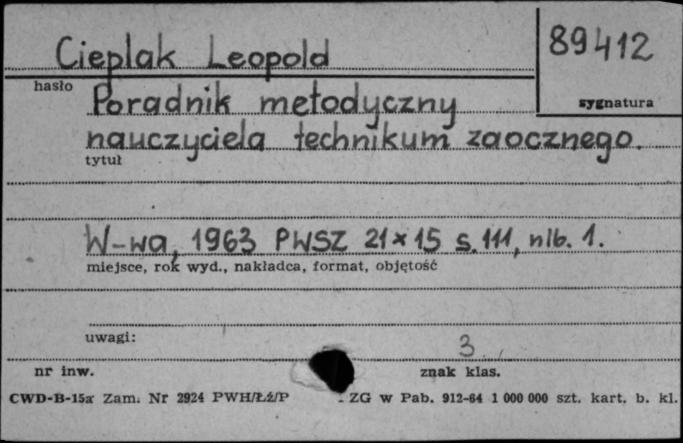 Cieplak Leopold
89412
hasło
sygnatura
Poradnik metodyczny
nauczyciela technikum zaocznego.
tytuł
W-wa, 1963 PWSZ 21×15 s. 111, nlb. 1.
miejsce, rok wyd., nakładca, format, objętość
uwagi:
3
nr inw.
znak klas.
CWD-B-15a Zam. Nr 2924 PWH/Łź/P
ZG w Pab. 912-64 1 000 000 szt. kart. b. kl.